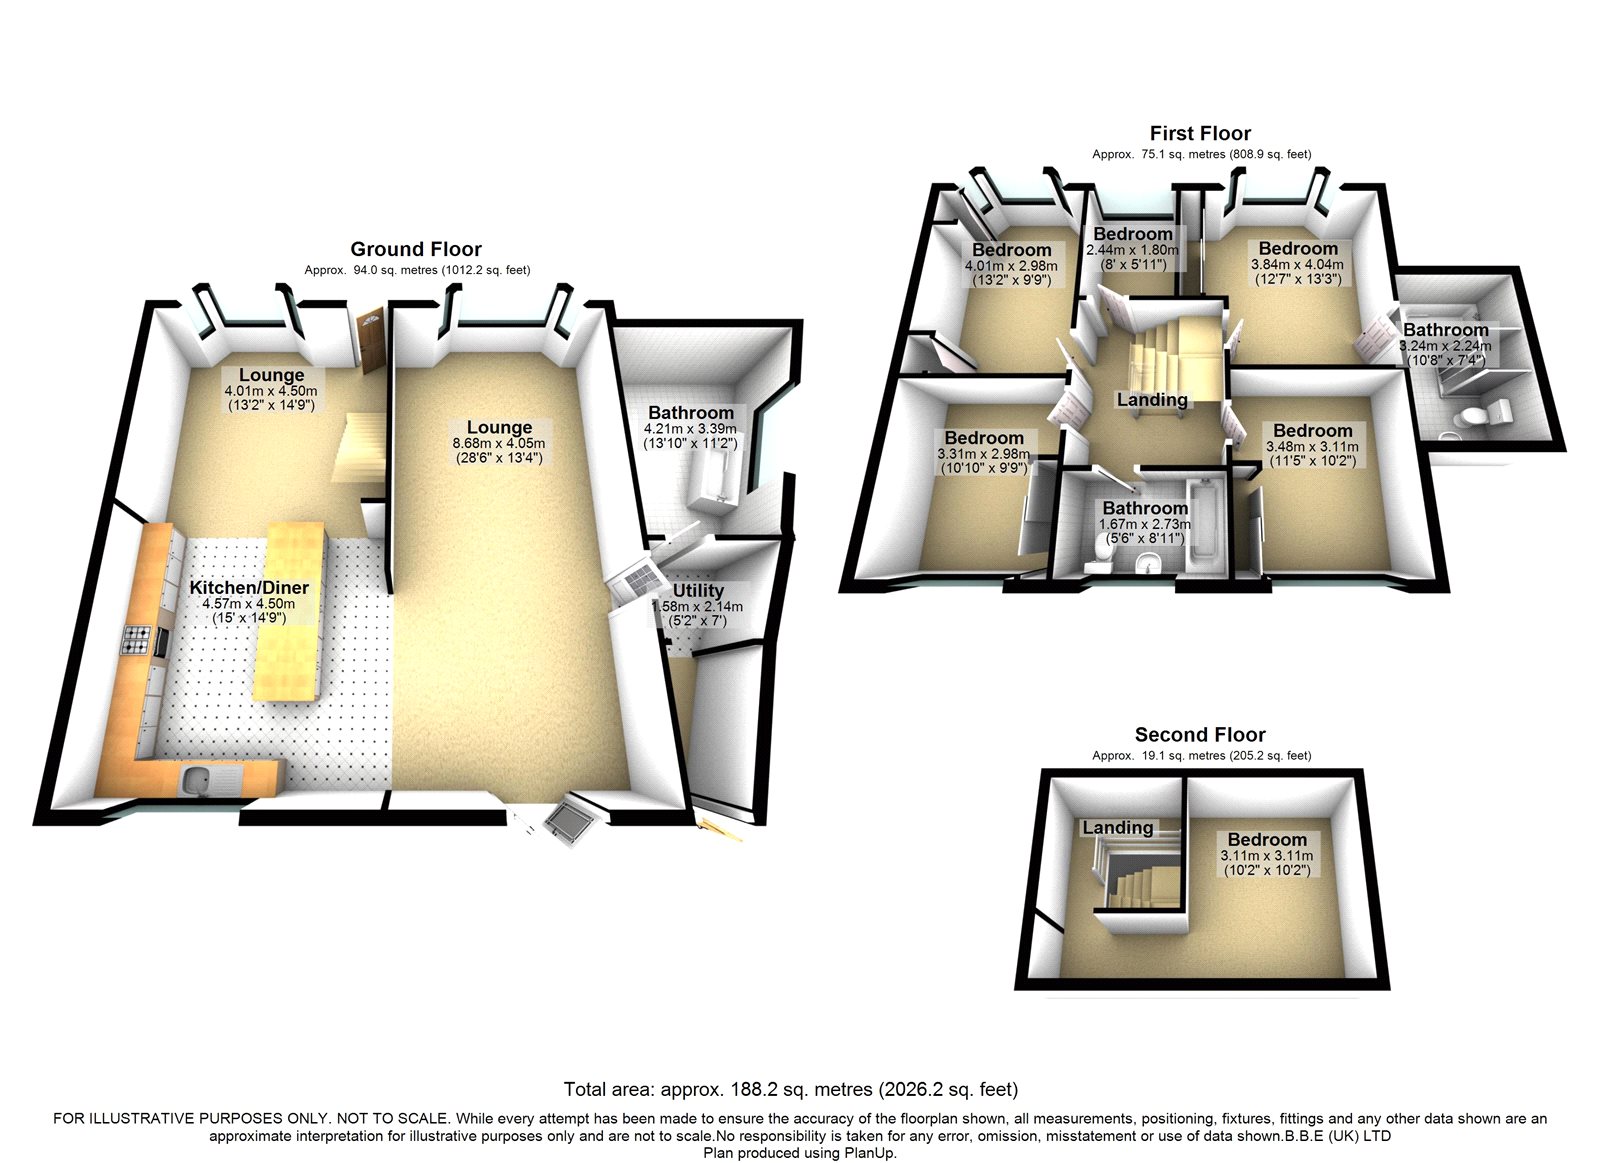 Ground Floor
Approx.  94.0 sq. metres (1012.2 sq. feet)
Lounge
4.01m x 4.50m
(13'2" x 14'9")
Lounge
8.68m x 4.05m
(28'6" x 13'4")
Bathroom
4.21m x 3.39m
(13'10" x 11'2")
Kitchen/Diner
4.57m x 4.50m
(15' x 14'9")
Utility
1.58m x 2.14m
(5'2" x 7')
First Floor
Approx.  75.1 sq. metres (808.9 sq. feet)
Bedroom
4.01m x 2.98m
(13'2" x 9'9")
Bedroom
2.44m x 1.80m
(8' x 5'11")
Bedroom
3.84m x 4.04m
(12'7" x 13'3")
Bathroom
3.24m x 2.24m
(10'8" x 7'4")
Landing
Bedroom
3.31m x 2.98m
(10'10" x 9'9")
Bedroom
3.48m x 3.11m
(11'5" x 10'2")
Bathroom
1.67m x 2.73m
(5'6" x 8'11")
Second Floor
Approx.  19.1 sq. metres (205.2 sq. feet)
Landing
Bedroom
3.11m x 3.11m
(10'2" x 10'2")
Total area: approx. 188.2 sq. metres (2026.2 sq. feet)
FOR ILLUSTRATIVE PURPOSES ONLY. NOT TO SCALE. While every attempt has been made to ensure the accuracy of the floorplan shown, all measurements, positioning, fixtures, fittings and any other data shown are an
approximate interpretation for illustrative purposes only and are not to scale.No responsibility is taken for any error, omission, misstatement or use of data shown.B.B.E (UK) LTD
Plan produced using PlanUp.